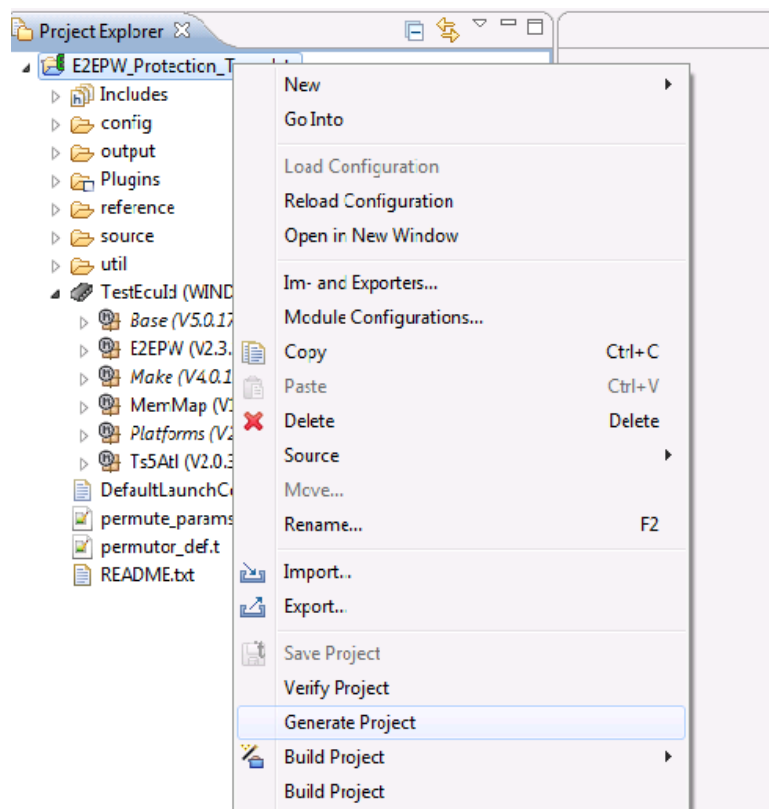 Project Explorer
E2EPW_Protection_T
Includes
config
output
Plugins
reference
source
util
TestEcuId (WIND
Base (V5.0.17
E2EPW (V2.3.
Make (V4.0.1
MemMap (V
Platforms (V2
Ts5Atl (V2.0.3
DefaultLaunchC
permute_params
permutor_def.t
README.txt
New
Go Into
Load Configuration
Reload Configuration
Open in New Window
Im- and Exporters...
Module Configurations...
Copy Ctrl+C
Paste Ctrl+V
Delete Delete
Source
Move...
Rename... F2
Import...
Export...
Save Project
Verify Project
Generate Project
Build Project
Build Project